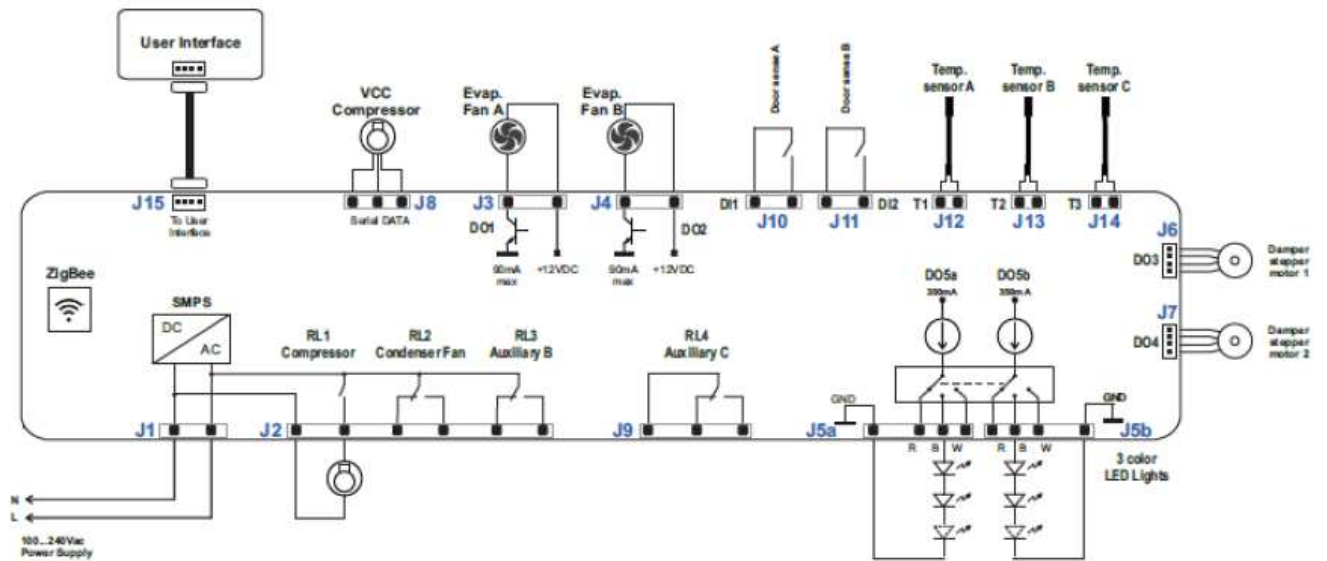 User Interface
VCC
Compressor
Evap.
Fan A
Evap.
Fan B
Door sense A
Door sense B
Temp.
sensor A
Temp.
sensor B
Temp.
sensor C
J15
To User
Interface
J8
Serial DATA
J3
DO1
90mA
max
+12VDC
J4
DO2
90mA
max
+12VDC
DI1
J10
J11
DI2
T1
J12
T2
J13
T3
J14
J6
DO3
Damper
stepper
motor 1
J7
DO4
Damper
stepper
motor 2
ZigBee
SMPS
DC
AC
RL1
Compressor
RL2
Condenser Fan
RL3
Auxiliary B
RL4
Auxiliary C
DO5a
350mA
DO5b
350mA
GND
GND
J1
J2
J9
J5a
J5b
R B W
R B W
3 color
LED Lights
N
L
100...240Vac
Power Supply